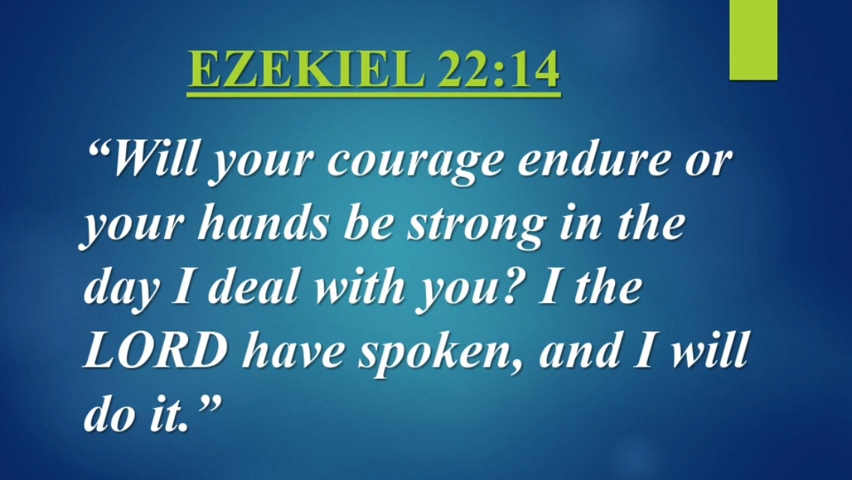 EZEKIEL 22:14
“Will your courage endure or
your hands be strong in the
day I deal with you? I the
LORD have spoken, and I will
do it.”